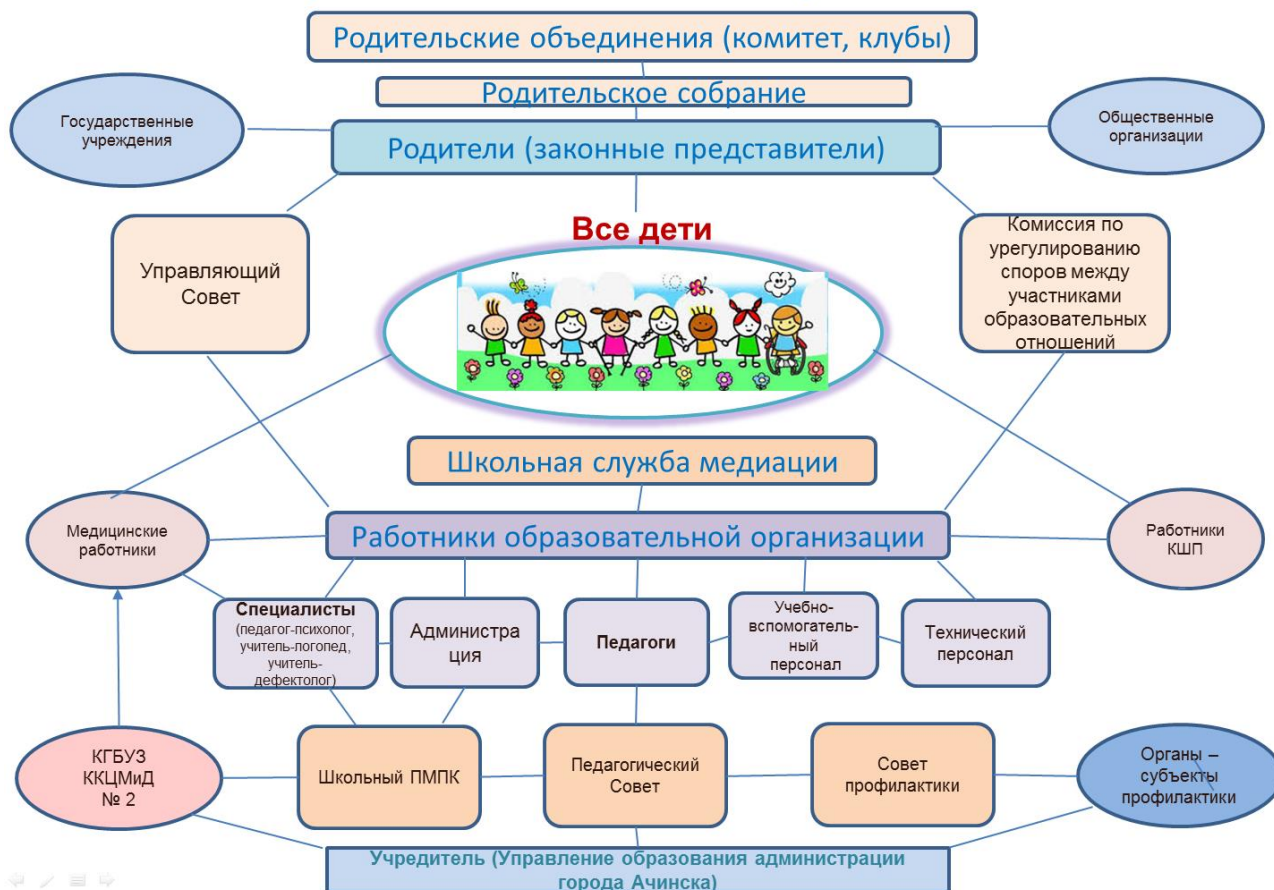 Родительские объединения (комитет, клубы)
Родительское собрание
Государственные
учреждения
Общественные
организации
Родители (законные представители)
Все дети
Управляющий
Совет
Комиссия по
урегулированию
споров между
участниками
образовательных
отношений
Школьная служба медиации
Медицинские
работники
Работники образовательной организации
Работники
КШП
Специалисты
(педагог-психолог,
учитель-логопед,
учитель-
дефектолог)
Администра
ция
Педагоги
Учебно-
вспомогатель-
ный
персонал
Технический
персонал
КГБУЗ
ККЦМиД
№ 2
Школьный ПМПК
Педагогический
Совет
Совет
профилактики
Органы –
субъекты
профилактики
Учредитель (Управление образования администрации
города Ачинска)